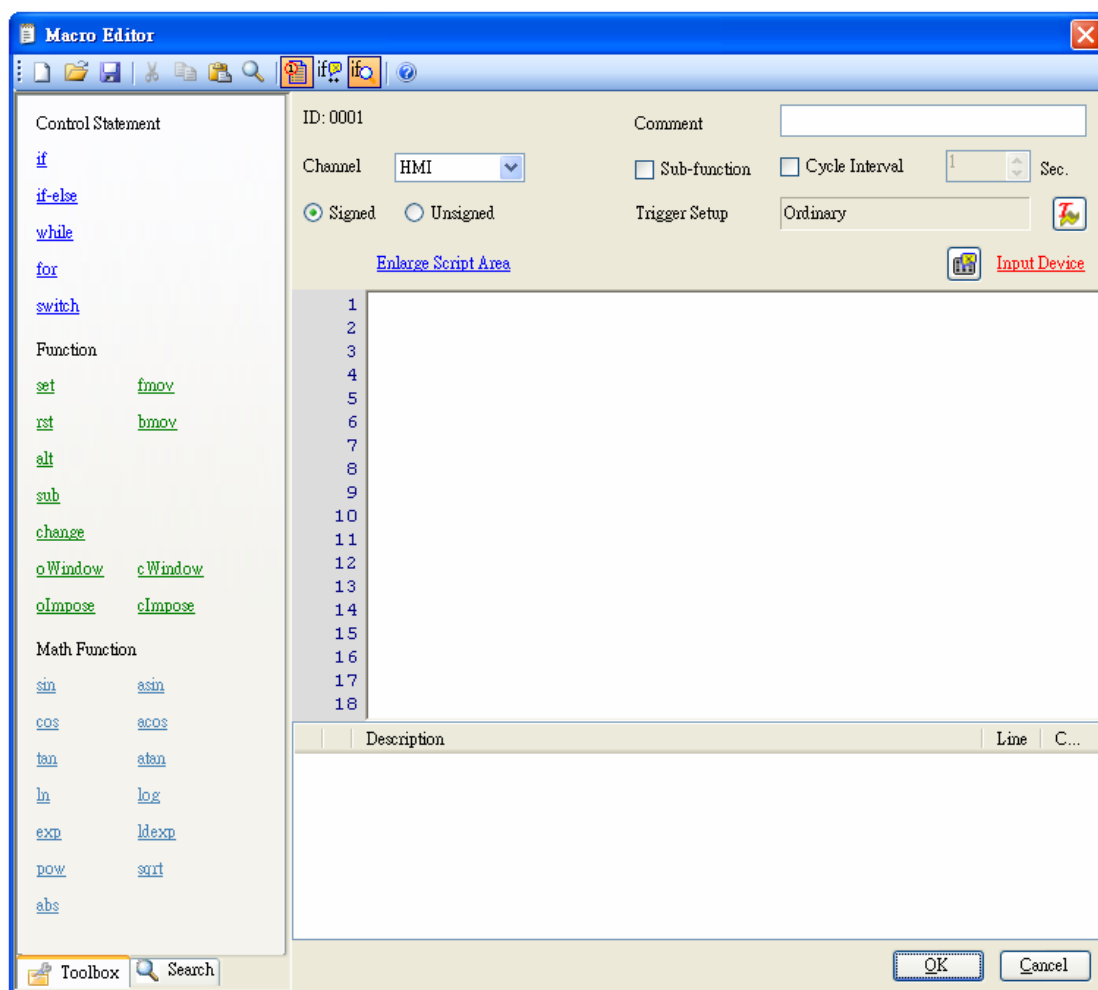 Macro Editor
Control Statement
if
if-else
while
for
switch
Function
set fmov
rst bmov
alt
sub
change
oWindow cWindow
oImpose cImpose
Math Function
sin asin
cos acos
tan atan
ln log
exp ldexp
pow sqrt
abs
Toolbox Search
ID: 0001 Comment
Channel HMI Sub-function Cycle Interval 1 Sec.
Signed Unsigned Trigger Setup Ordinary
Enlarge Script Area Input Device
1
2
3
4
5
6
7
8
9
10
11
12
13
14
15
16
17
18
Description Line C...
OK Cancel